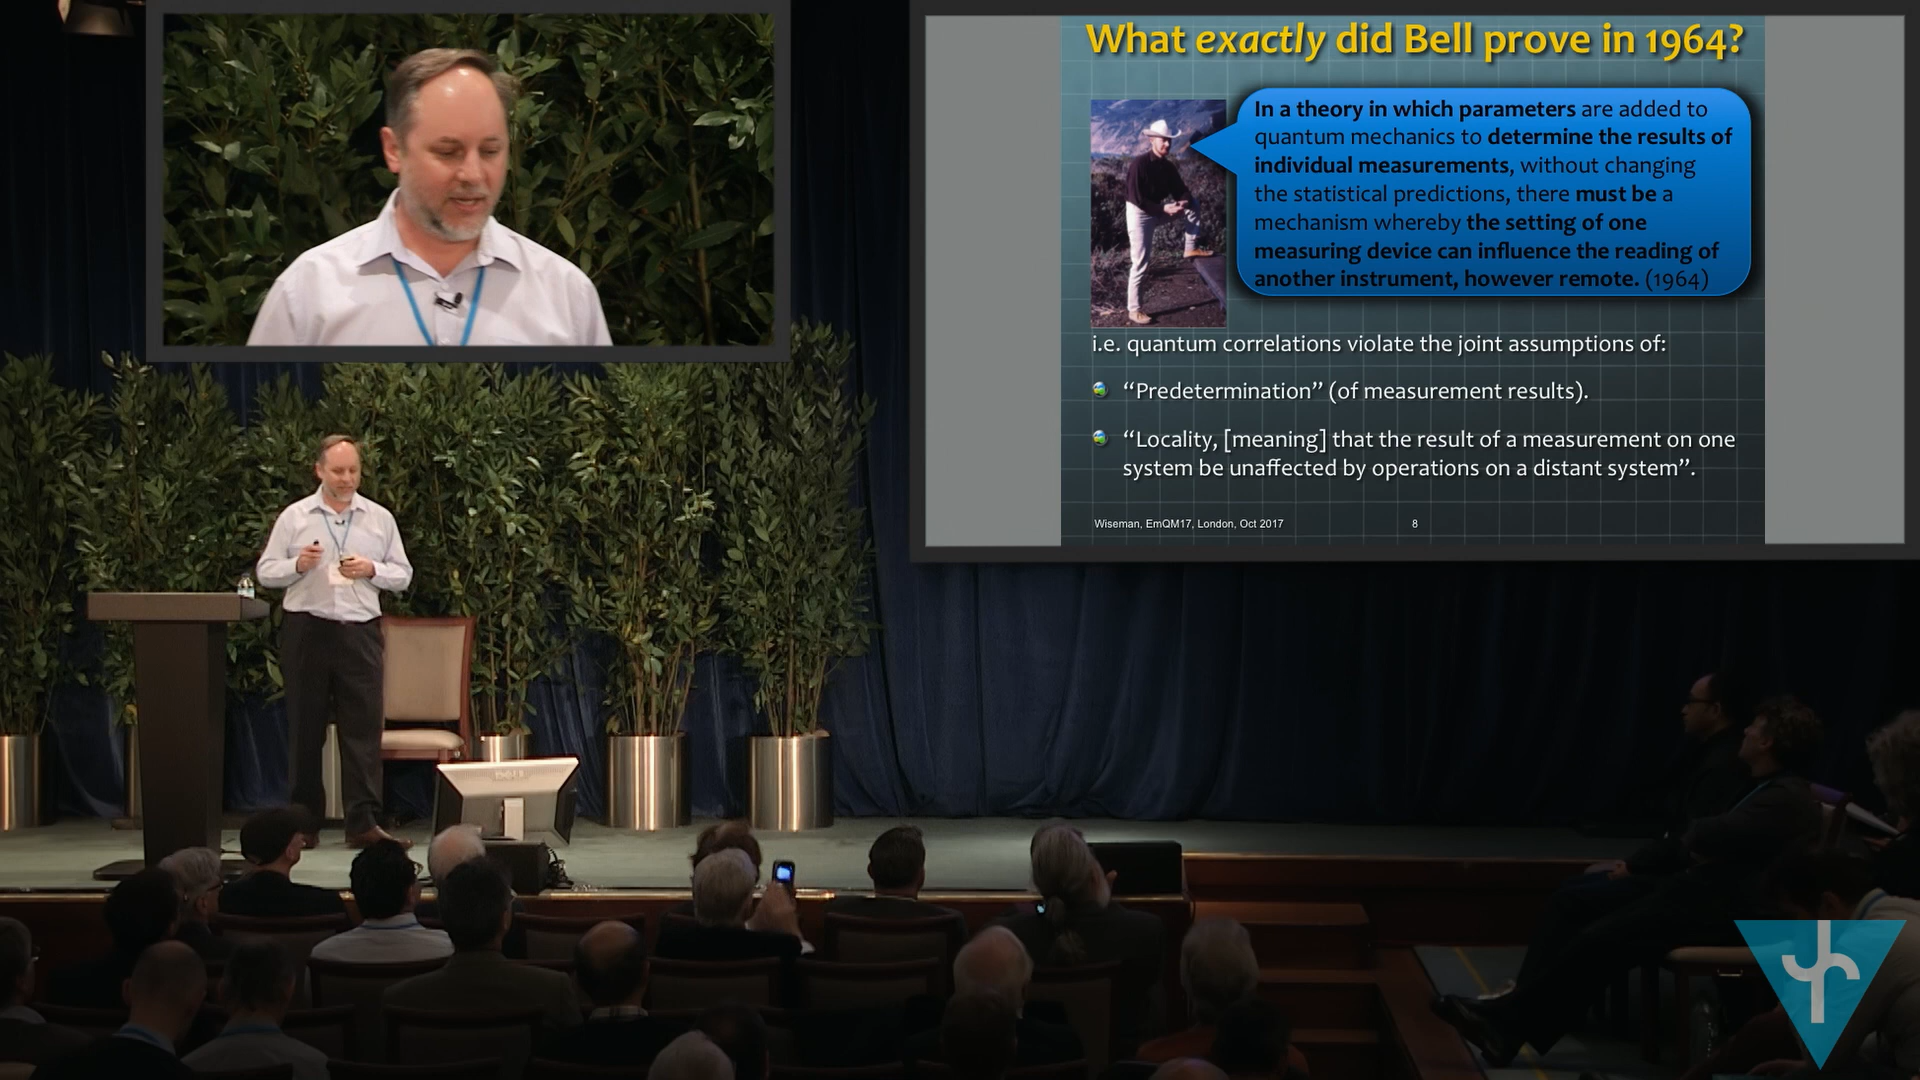 What exactly did Bell prove in 1964?
In a theory in which parameters are added to
quantum mechanics to determine the results of
individual measurements, without changing
the statistical predictions, there must be a
mechanism whereby the setting of one
measuring device can influence the reading of
another instrument, however remote. (1964)
i.e. quantum correlations violate the joint assumptions of:
“Predetermination” (of measurement results).
“Locality, [meaning] that the result of a measurement on one
system be unaffected by operations on a distant system”.
Wiseman, EmQM17, London, Oct 2017 8
DELL